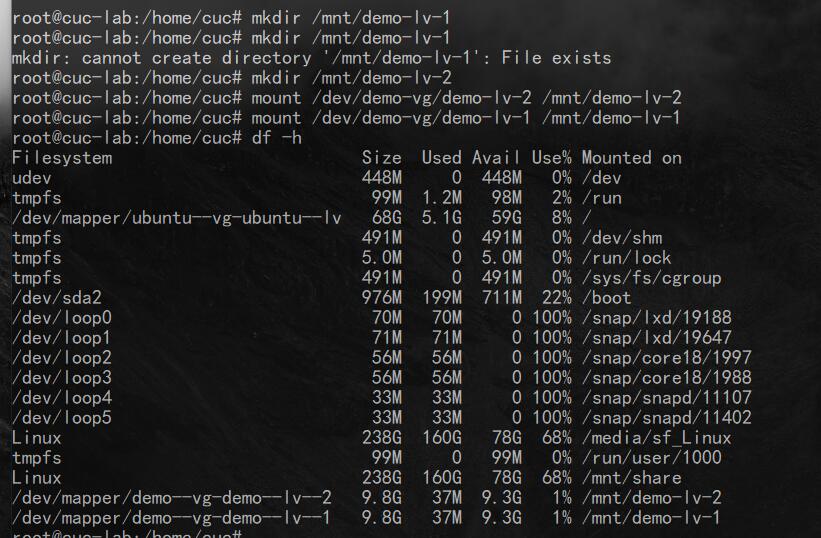 root@cuc-lab:/home/cuc# mkdir /mnt/demo-lv-1
root@cuc-lab:/home/cuc# mkdir /mnt/demo-lv-1
mkdir: cannot create directory '/mnt/demo-lv-1': File exists
root@cuc-lab:/home/cuc# mkdir /mnt/demo-lv-2
root@cuc-lab:/home/cuc# mount /dev/demo-vg/demo-lv-2 /mnt/demo-lv-2
root@cuc-lab:/home/cuc# mount /dev/demo-vg/demo-lv-1 /mnt/demo-lv-1
root@cuc-lab:/home/cuc# df -h
Filesystem                         Size  Used Avail Use% Mounted on
udev                               448M     0  448M   0% /dev
tmpfs                               99M  1.2M   98M   2% /run
/dev/mapper/ubuntu--vg-ubuntu--lv   68G  5.1G   59G   8% /
tmpfs                              491M     0  491M   0% /dev/shm
tmpfs                              5.0M     0  5.0M   0% /run/lock
tmpfs                              491M     0  491M   0% /sys/fs/cgroup
/dev/sda2                          976M  199M  711M  22% /boot
/dev/loop0                          70M   70M     0 100% /snap/lxd/19188
/dev/loop1                          71M   71M     0 100% /snap/lxd/19647
/dev/loop2                          56M   56M     0 100% /snap/core18/1997
/dev/loop3                          56M   56M     0 100% /snap/core18/1988
/dev/loop4                          33M   33M     0 100% /snap/snapd/11107
/dev/loop5                          33M   33M     0 100% /snap/snapd/11402
Linux                              238G  160G   78G  68% /media/sf_Linux
tmpfs                               99M     0   99M   0% /run/user/1000
Linux                              238G  160G   78G  68% /mnt/share
/dev/mapper/demo--vg-demo--lv--2   9.8G   37M  9.3G   1% /mnt/demo-lv-2
/dev/mapper/demo--vg-demo--lv--1   9.8G   37M  9.3G   1% /mnt/demo-lv-1
root@cuc-lab:/home/cuc#